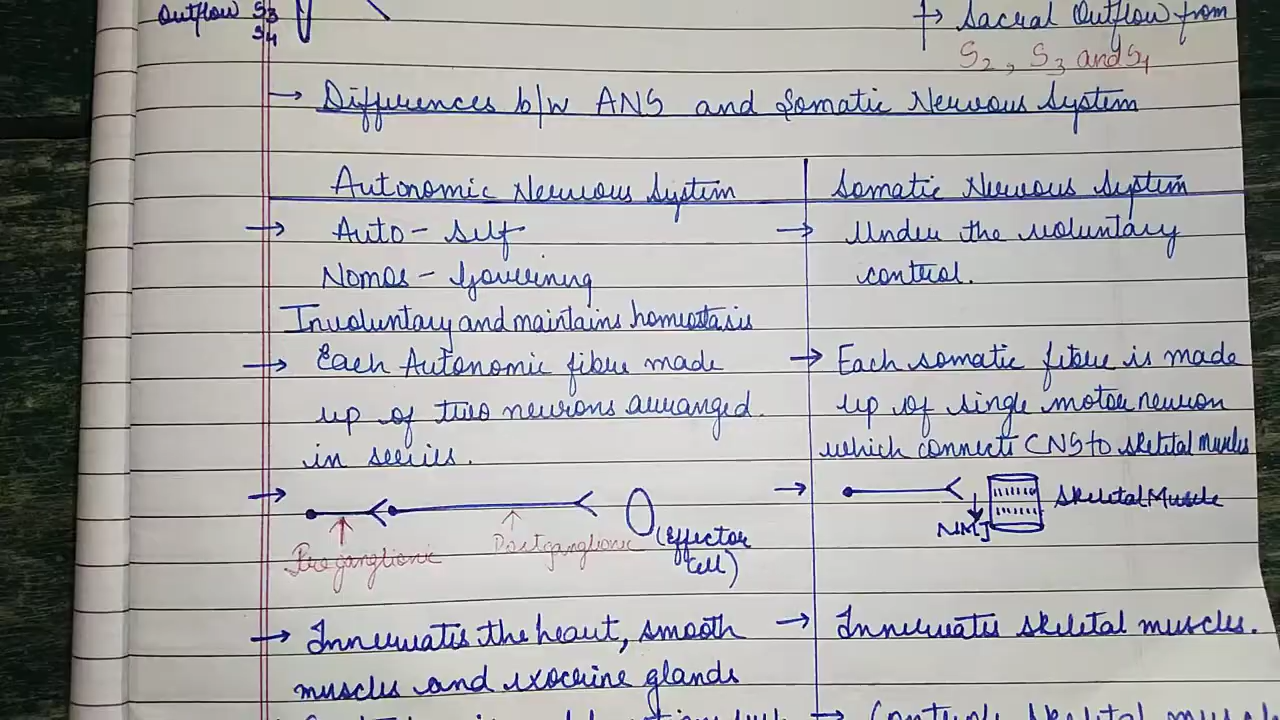 Outflow S3
S4
→ Sacral Outflow from
S2, S3 and S4
→ Differences b/w ANS and Somatic Nervous System
Autonomic Nervous System
→ Auto - Self
Nomos - Governing
Involuntary and maintains homeostasis
→ Each Autonomic fibre made
up of two neurons arranged
in series.
→
Preganglionic
Postganglionic
(Effector
Cell)
→ Innervates the heart, smooth
muscles and exocrine glands
Somatic Nervous System
→ Under the voluntary
control.
→ Each somatic fibre is made
up of single motor neuron
which connects CNS to skeletal muscles
→ Skeletal Muscle
NMJ
→ Innervates skeletal muscles.
→ Controls skeletal